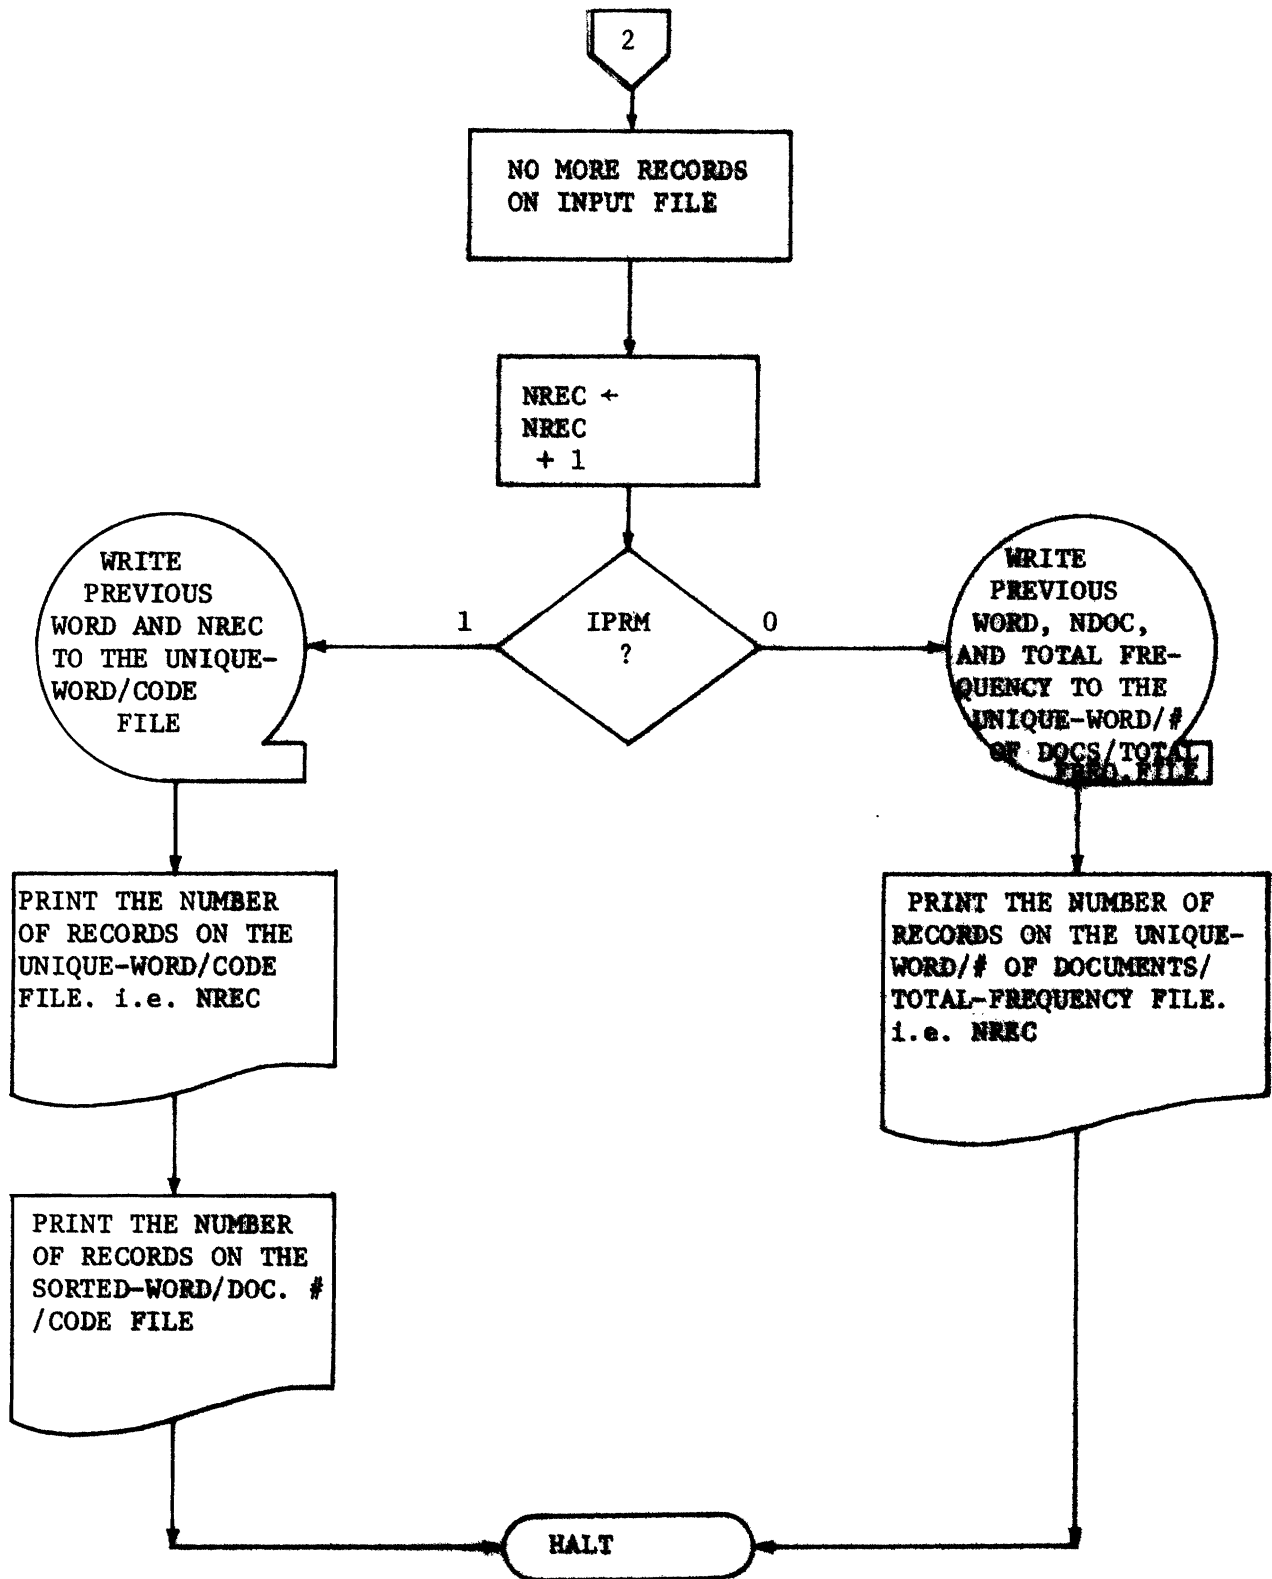 2
NO MORE RECORDS
ON INPUT FILE
NREC ←
NREC
+ 1
IPRM
?
1
0
WRITE
PREVIOUS
WORD AND NREC
TO THE UNIQUE-
WORD/CODE
FILE
WRITE
PREVIOUS
WORD, NDOC,
AND TOTAL FRE-
QUENCY TO THE
UNIQUE-WORD/#
OF DOCS/TOTAL
FREQ.FILE
PRINT THE NUMBER
OF RECORDS ON THE
UNIQUE-WORD/CODE
FILE. i.e. NREC
PRINT THE NUMBER OF
RECORDS ON THE UNIQUE-
WORD/# OF DOCUMENTS/
TOTAL-FREQUENCY FILE.
i.e. NREC
PRINT THE NUMBER
OF RECORDS ON THE
SORTED-WORD/DOC. #
/CODE FILE
HALT